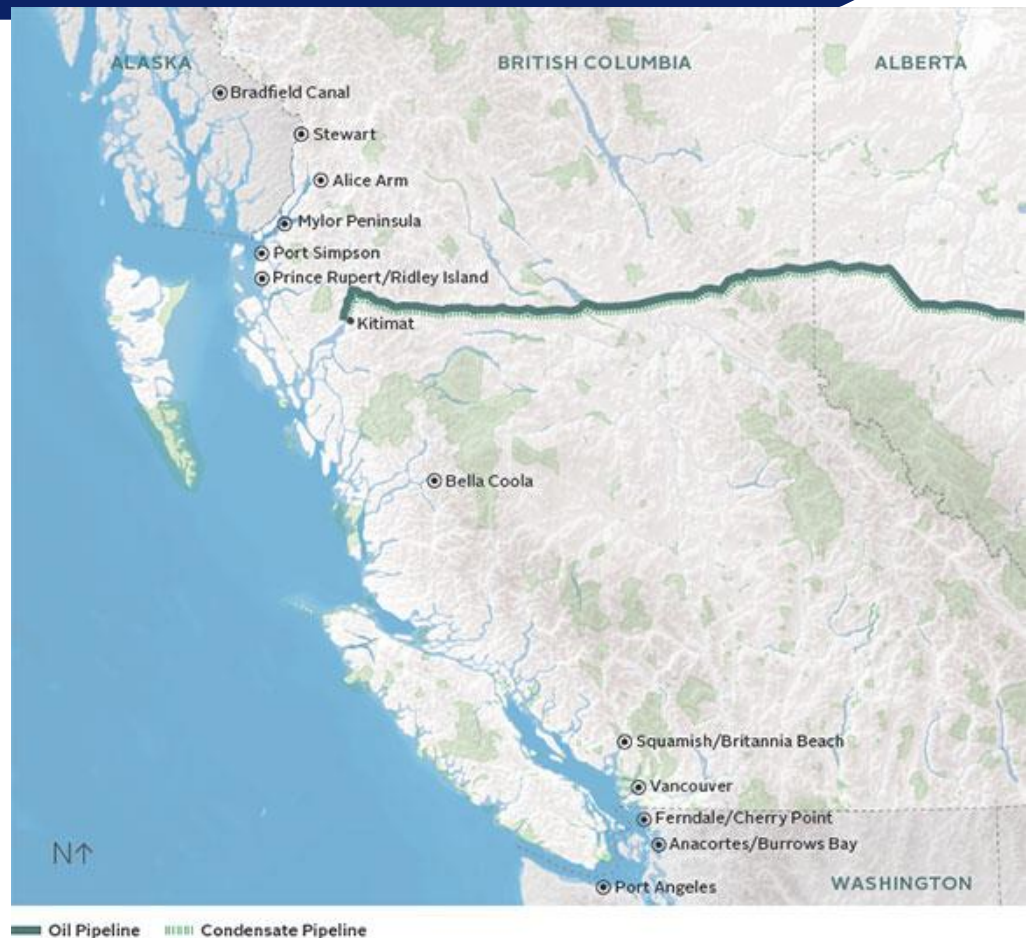 ALASKA
BRITISH COLUMBIA
ALBERTA
Bradfield Canal
Stewart
Alice Arm
Mylor Peninsula
Port Simpson
Prince Rupert/Ridley Island
Kitimat
Bella Coola
Squamish/Britannia Beach
Vancouver
Ferndale/Cherry Point
Anacortes/Burrows Bay
N↑
WASHINGTON
Port Angeles
Oil Pipeline
Condensate Pipeline